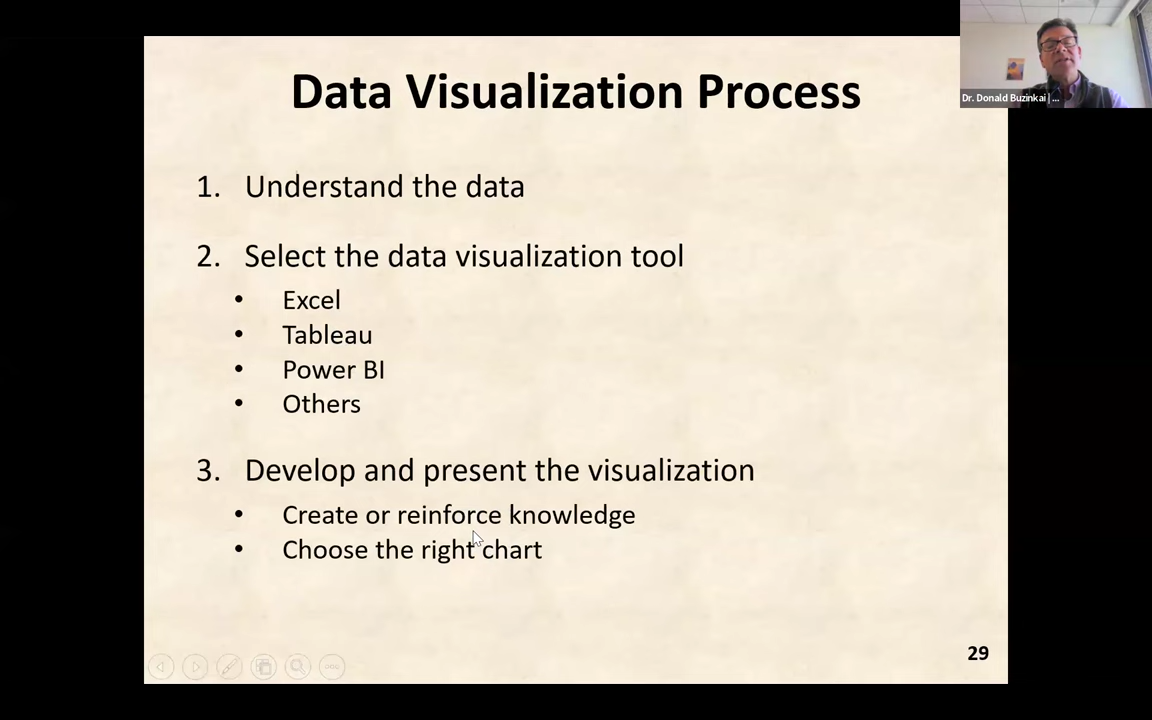 Data Visualization Process
1. Understand the data
2. Select the data visualization tool
• Excel
• Tableau
• Power BI
• Others
3. Develop and present the visualization
• Create or reinforce knowledge
• Choose the right chart
29
Dr. Donald Buzinkai | ...